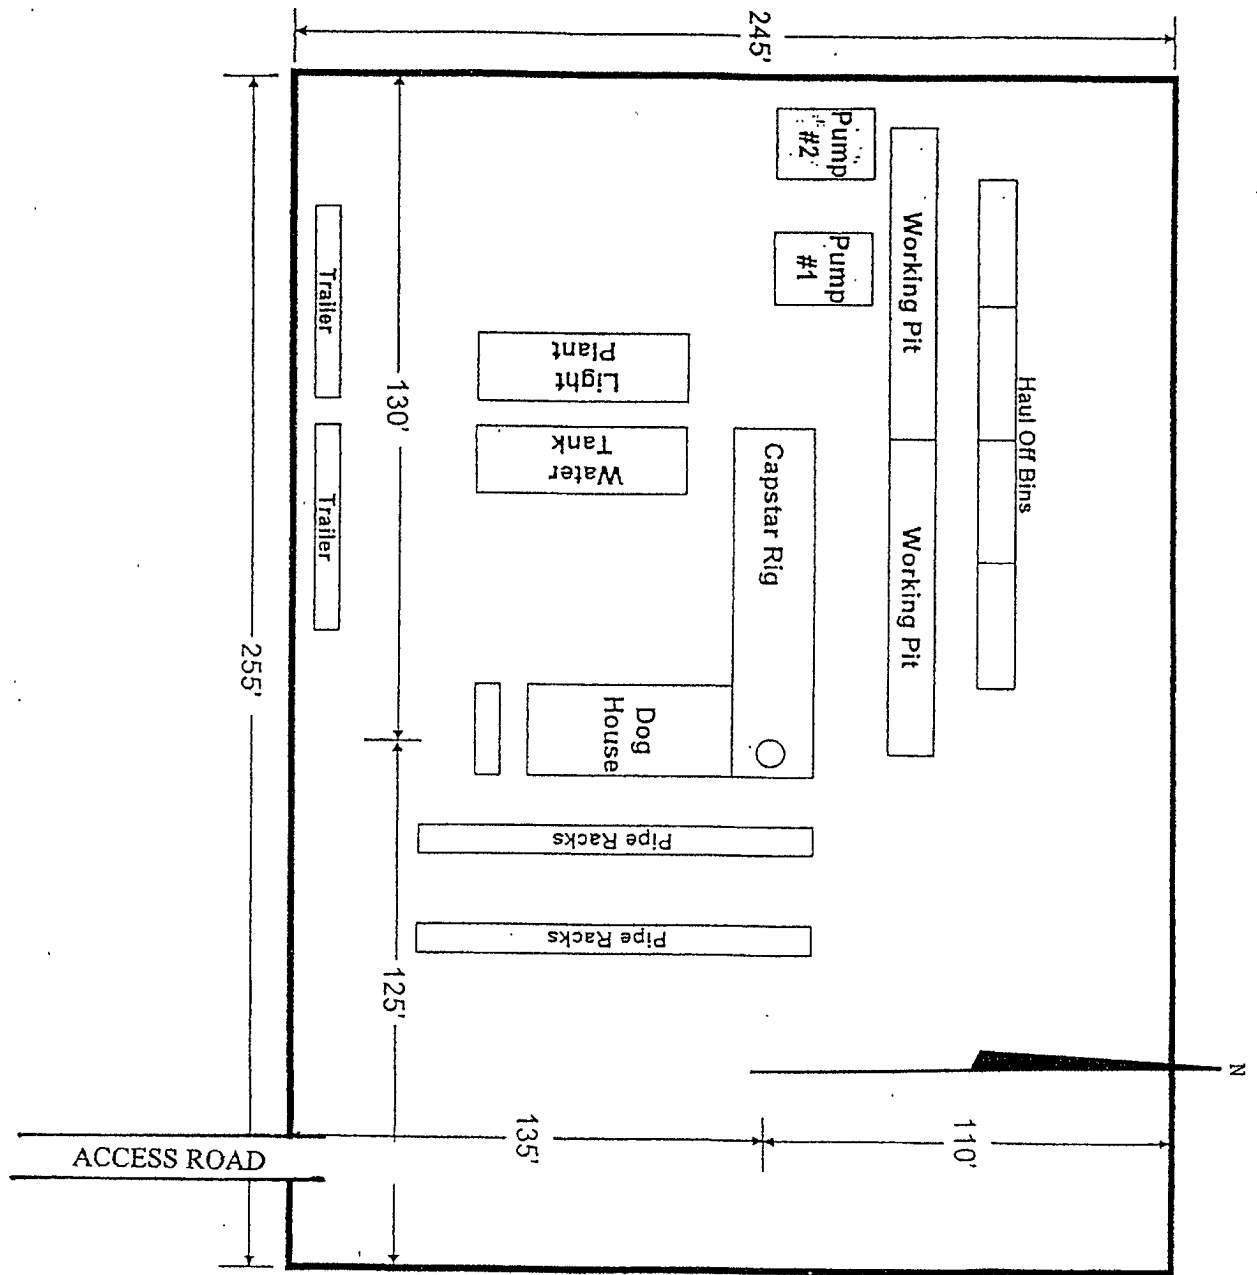 245'
Pump
#2
Pump
#1
Working Pit
Working Pit
Haul Off Bins
Trailer
Trailer
130'
Light
Plant
Water
Tank
Capstar Rig
255'
Dog
House
Pipe Racks
Pipe Racks
125'
N
135'
110'
ACCESS ROAD